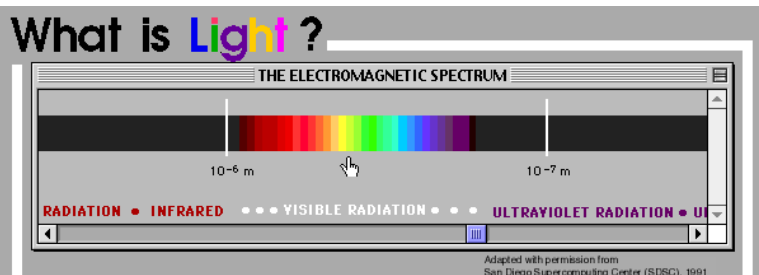 What is Light ?
THE ELECTROMAGNETIC SPECTRUM
10⁻⁶ m
10⁻⁷ m
RADIATION • INFRARED • • • VISIBLE RADIATION • • • ULTRAVIOLET RADIATION •
Adapted with permission from
San Diego Supercomputing Center (SDSC), 1991